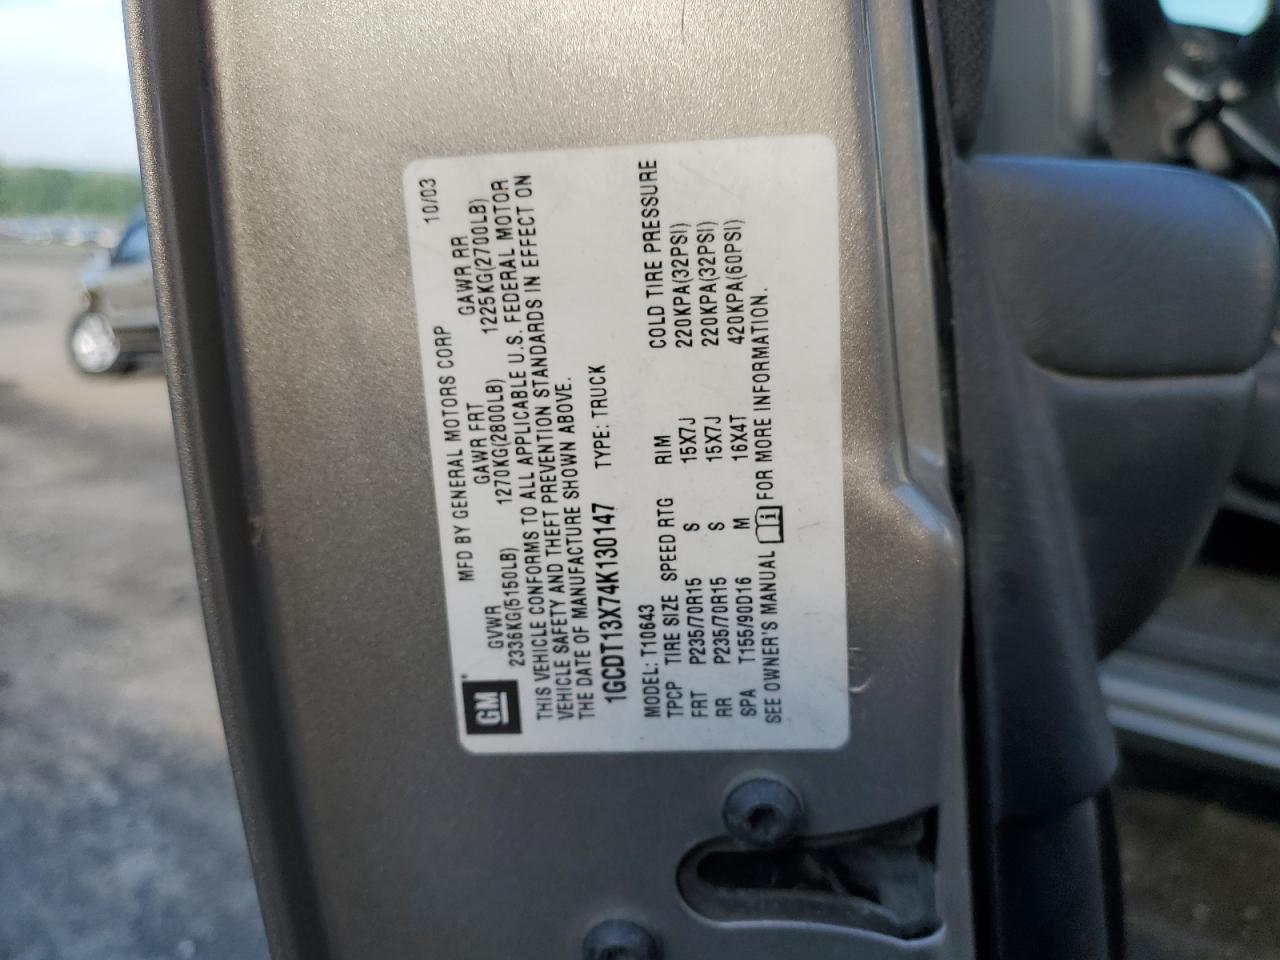 GM®
MFD BY GENERAL MOTORS CORP 10/03
GVWR GAWR FRT GAWR RR
2336KG(5150LB) 1270KG(2800LB) 1225KG(2700LB)
THIS VEHICLE CONFORMS TO ALL APPLICABLE U.S. FEDERAL MOTOR
VEHICLE SAFETY AND THEFT PREVENTION STANDARDS IN EFFECT ON
THE DATE OF MANUFACTURE SHOWN ABOVE.
1GCDT13X74K130147 TYPE: TRUCK
MODEL: T10643
TPCP TIRE SIZE SPEED RTG RIM COLD TIRE PRESSURE
FRT P235/70R15 S 15X7J 220KPA(32PSI)
RR P235/70R15 S 15X7J 220KPA(32PSI)
SPA T155/90D16 M 16X4T 420KPA(60PSI)
SEE OWNER'S MANUAL i FOR MORE INFORMATION.